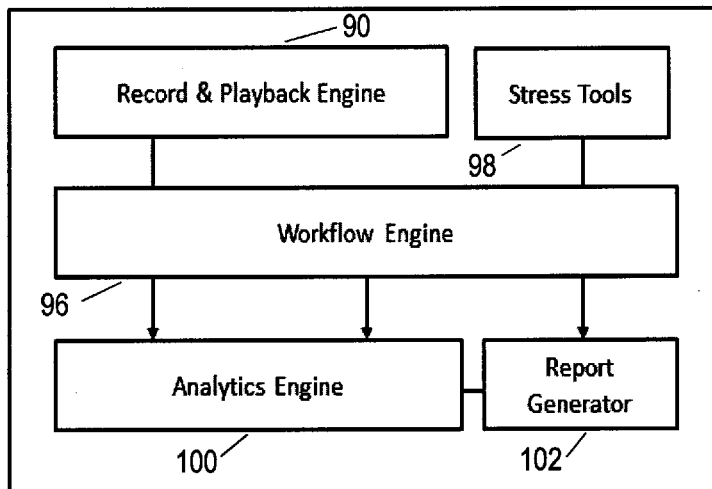 90
Record & Playback Engine
Stress Tools
98
Workflow Engine
96
Analytics Engine
Report
Generator
100
102